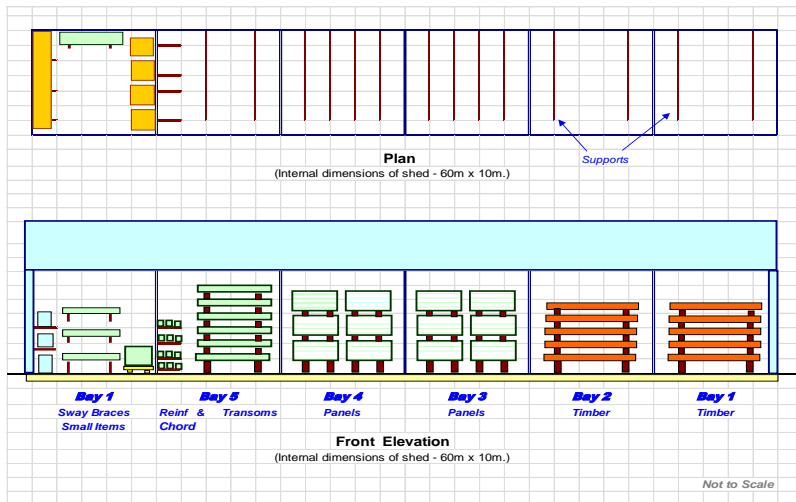 Plan
(Internal dimensions of shed - 60m x 10m.)
Supports
Bay 1
Bay 5
Bay 4
Bay 3
Bay 2
Bay 1
Sway Braces
Reinf & Transoms
Panels
Panels
Timber
Timber
Small Items
Chord
Front Elevation
(Internal dimensions of shed - 60m x 10m.)
Not to Scale